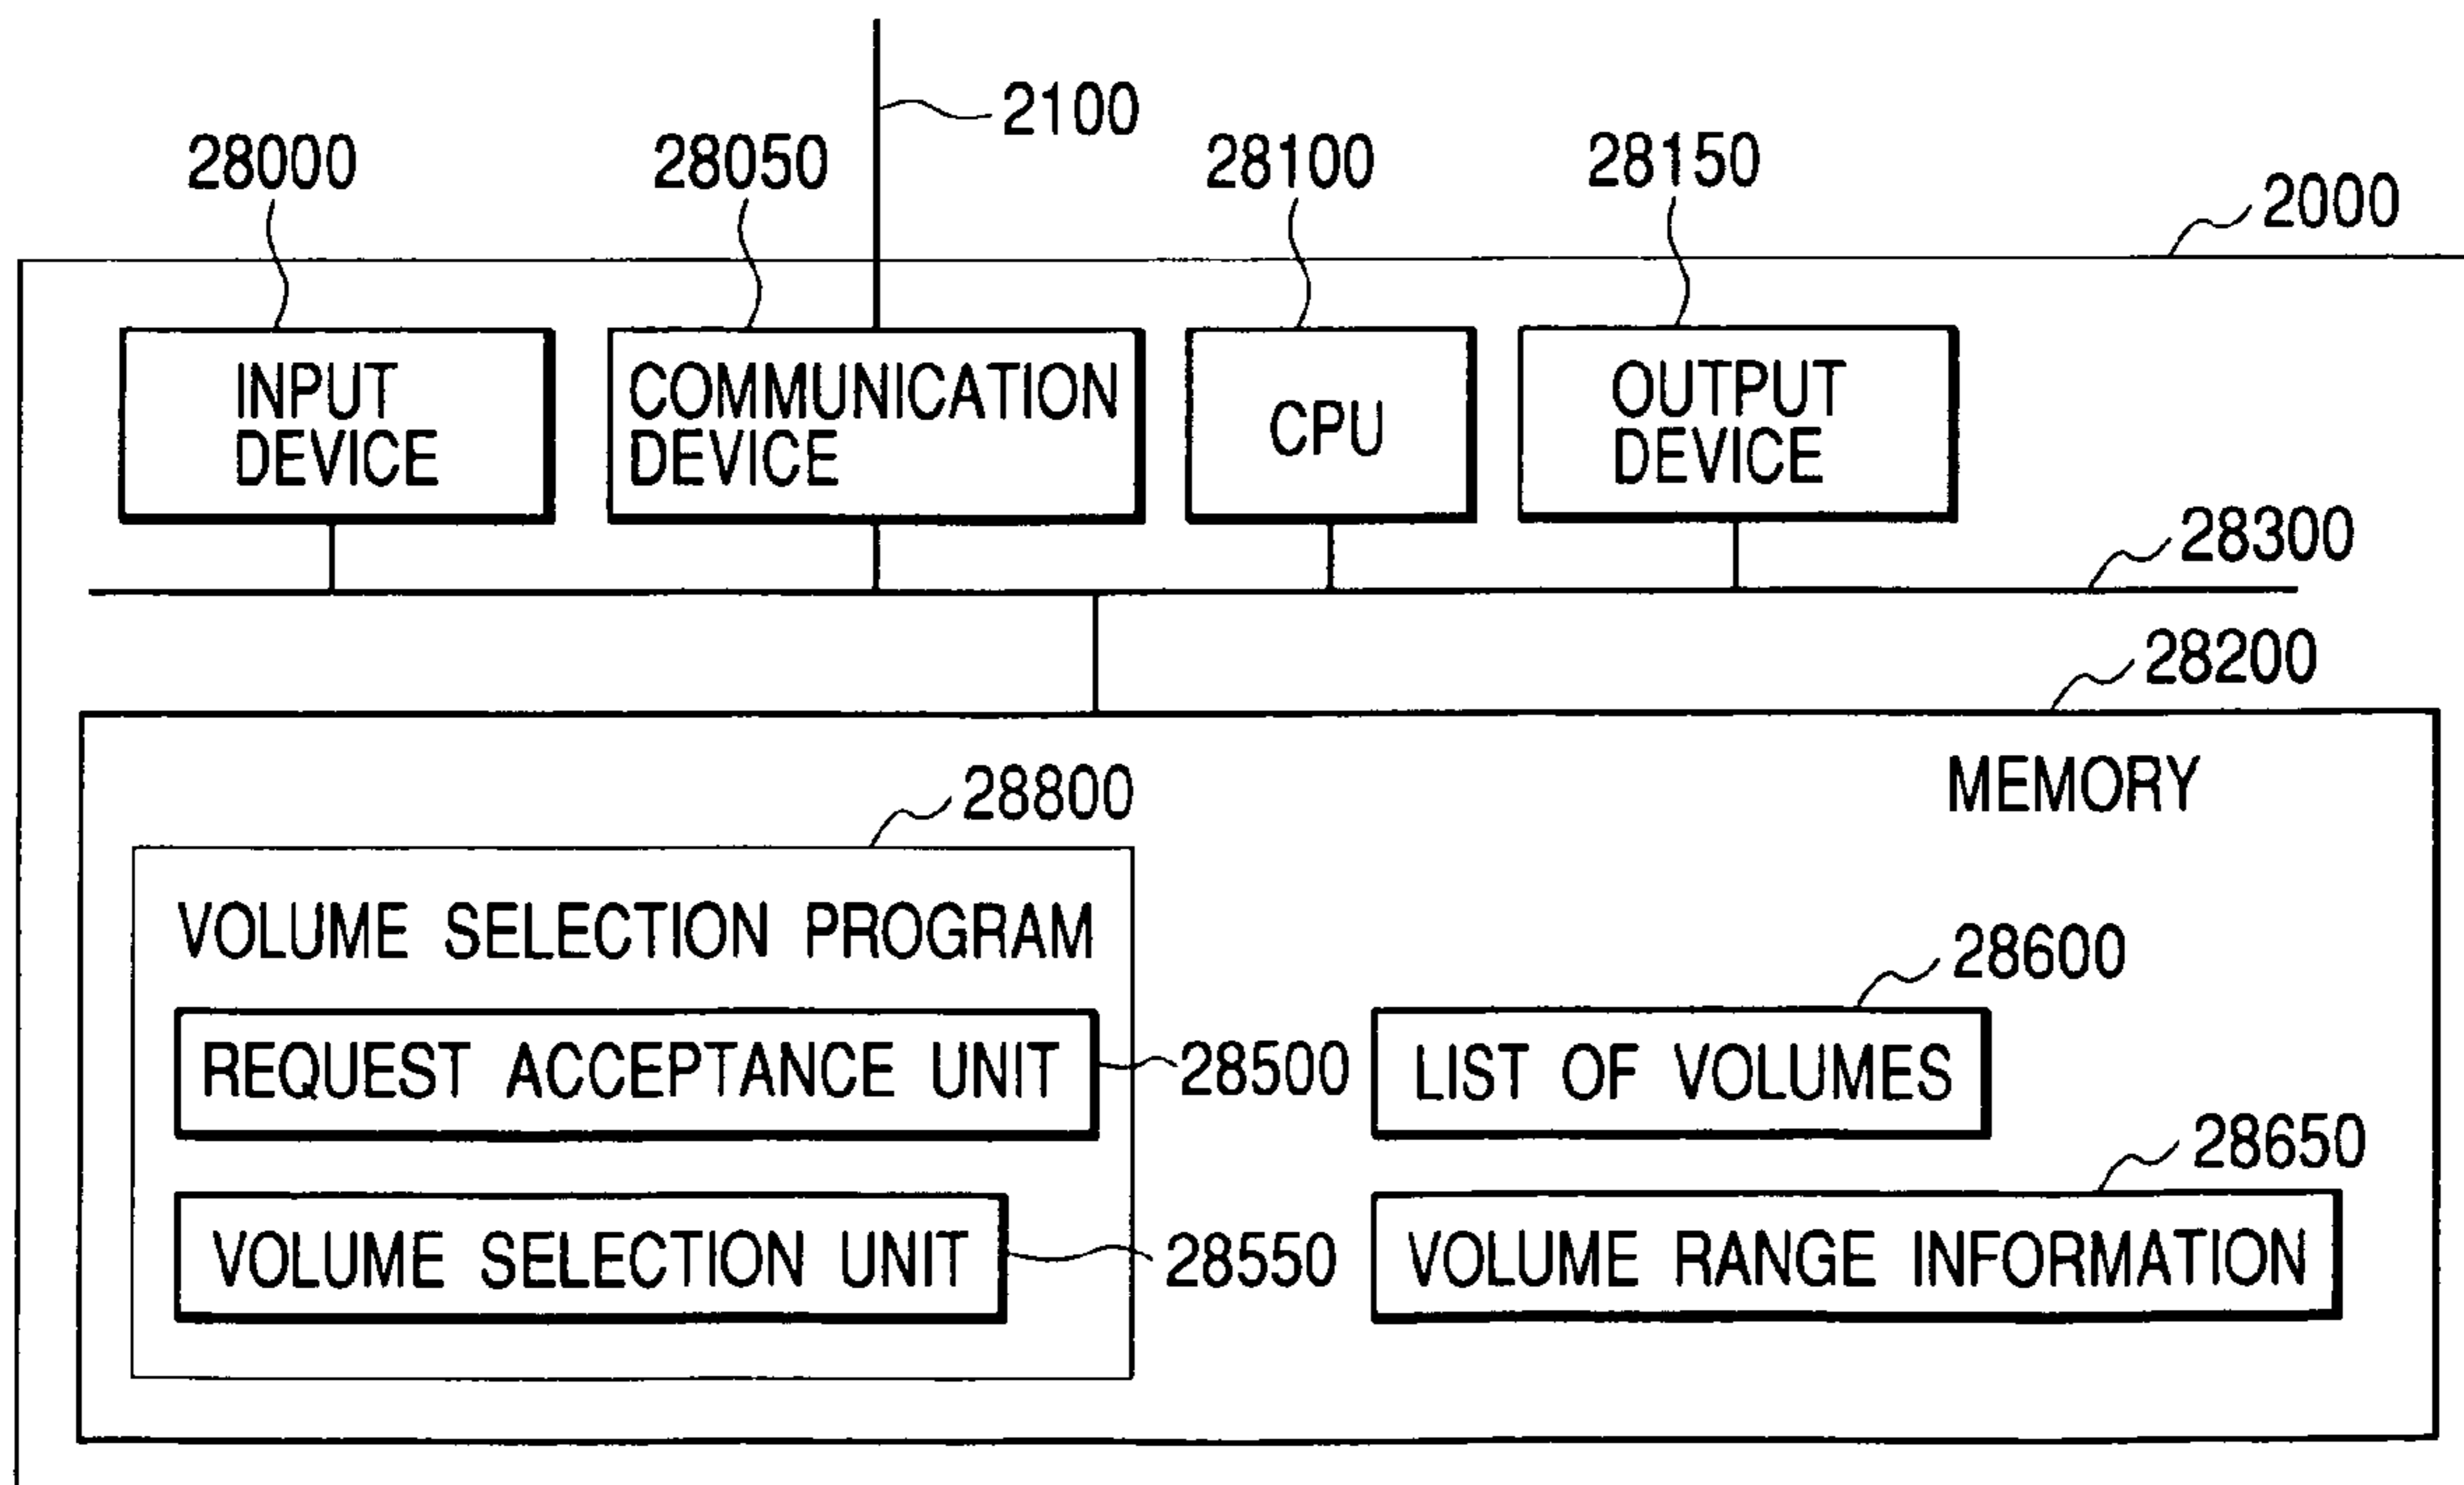 2100
28000
28050
28100
28150
2000
INPUT
DEVICE
COMMUNICATION
DEVICE
CPU
OUTPUT
DEVICE
28300
28200
MEMORY
28800
VOLUME SELECTION PROGRAM
28600
REQUEST ACCEPTANCE UNIT
28500
LIST OF VOLUMES
28650
VOLUME SELECTION UNIT
28550
VOLUME RANGE INFORMATION